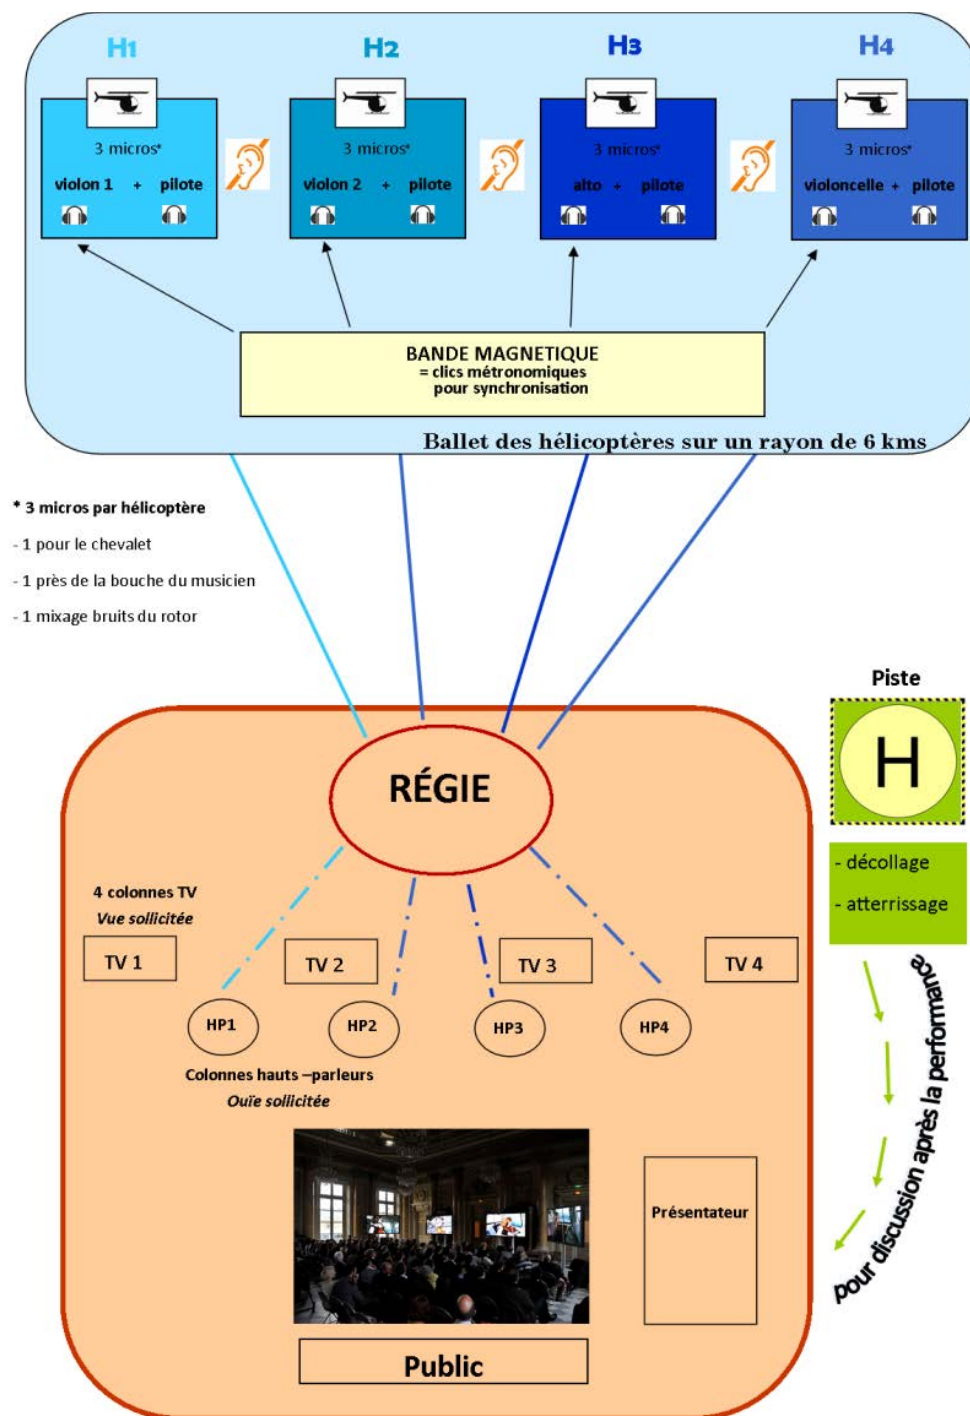 H1
H2
H3
H4
3 micros*
3 micros*
3 micros*
3 micros*
violon 1 + pilote
violon 2 + pilote
alto + pilote
violoncelle + pilote
BANDE MAGNETIQUE
= clics métronomiques
pour synchronisation
Ballet des hélicoptères sur un rayon de 6 kms
* 3 micros par hélicoptère
- 1 pour le chevalet
- 1 près de la bouche du musicien
- 1 mixage bruits du rotor
Piste
H
- décollage
- atterrissage
pour discussion après la performance
RÉGIE
4 colonnes TV
Vue sollicitée
TV 1
TV 2
TV 3
TV 4
HP1
HP2
HP3
HP4
Colonnes hauts –parleurs
Ouïe sollicitée
Présentateur
Public